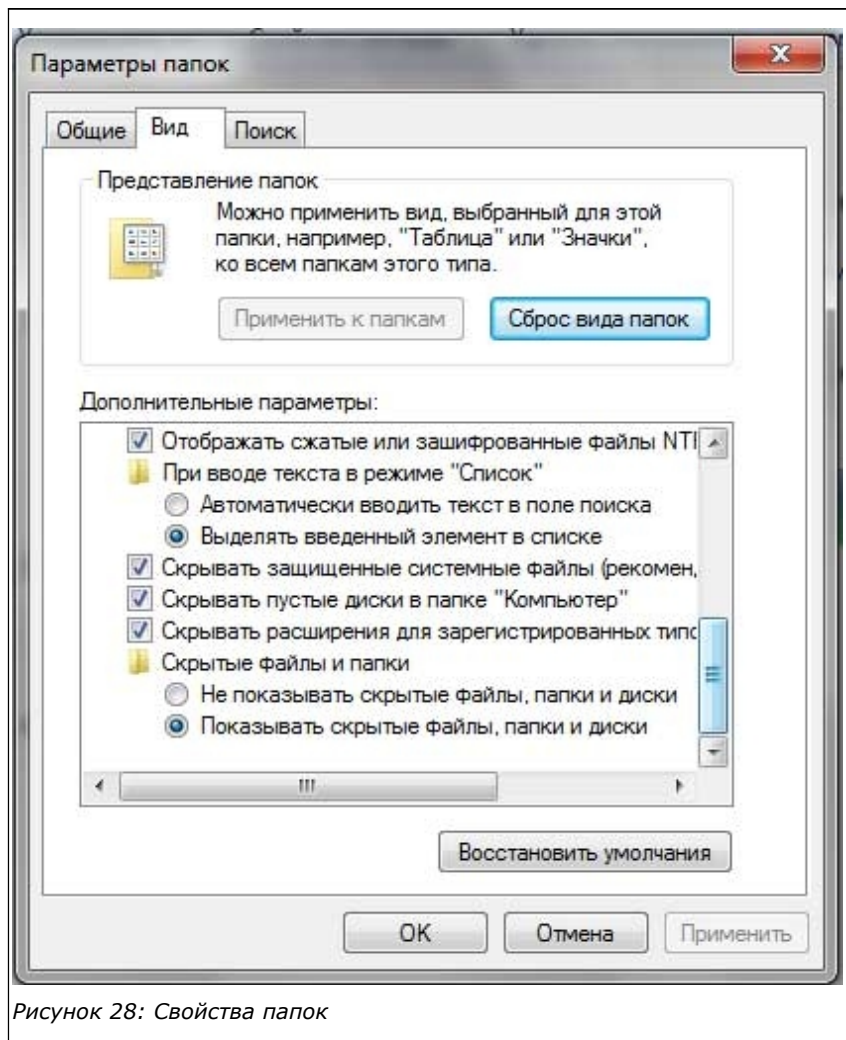 Параметры папок
Общие Вид Поиск
Представление папок
Можно применить вид, выбранный для этой
папки, например, "Таблица" или "Значки",
ко всем папкам этого типа.
Применить к папкам Сброс вида папок
Дополнительные параметры:
Отображать сжатые или зашифрованные файлы NTF
При вводе текста в режиме "Список"
Автоматически вводить текст в поле поиска
Выделять введенный элемент в списке
Скрывать защищенные системные файлы (рекомен,
Скрывать пустые диски в папке "Компьютер"
Скрывать расширения для зарегистрированных типо
Скрытые файлы и папки
Не показывать скрытые файлы, папки и диски
Показывать скрытые файлы, папки и диски
Восстановить умолчания
ОК Отмена Применить
Рисунок 28: Свойства папок